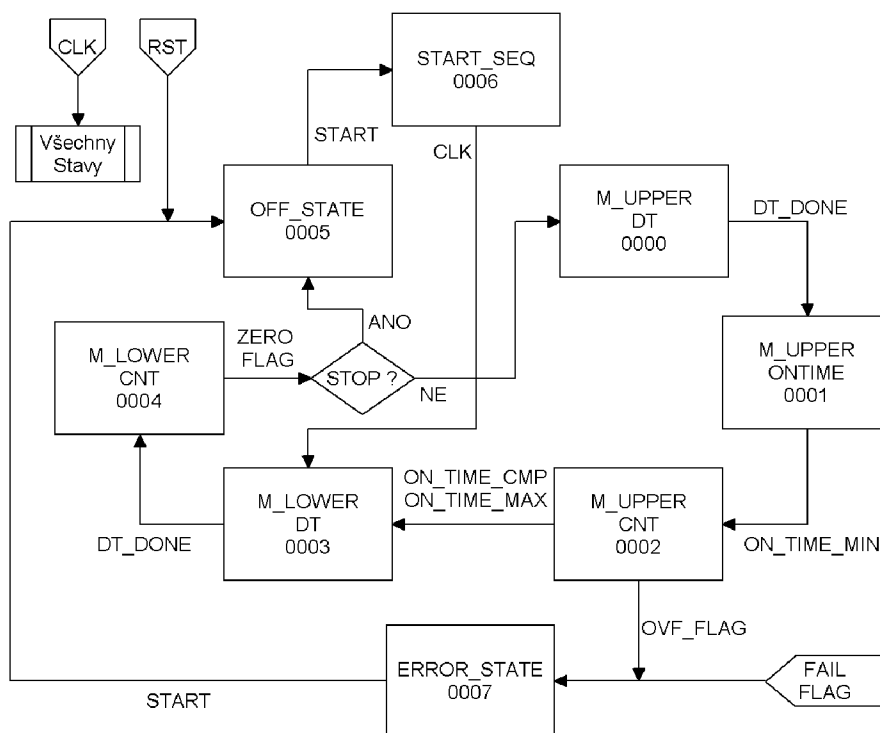 CLK
RST
START_SEQ
0006
Všechny
Stavy
START
CLK
OFF_STATE
0005
M_UPPER
DT
0000
DT_DONE
M_LOWER
CNT
0004
ZERO
FLAG
ANO
STOP ?
NE
M_UPPER
ONTIME
0001
M_LOWER
DT
0003
DT_DONE
ON_TIME_CMP
ON_TIME_MAX
M_UPPER
CNT
0002
ON_TIME_MIN
OVF_FLAG
ERROR_STATE
0007
START
FAIL
FLAG